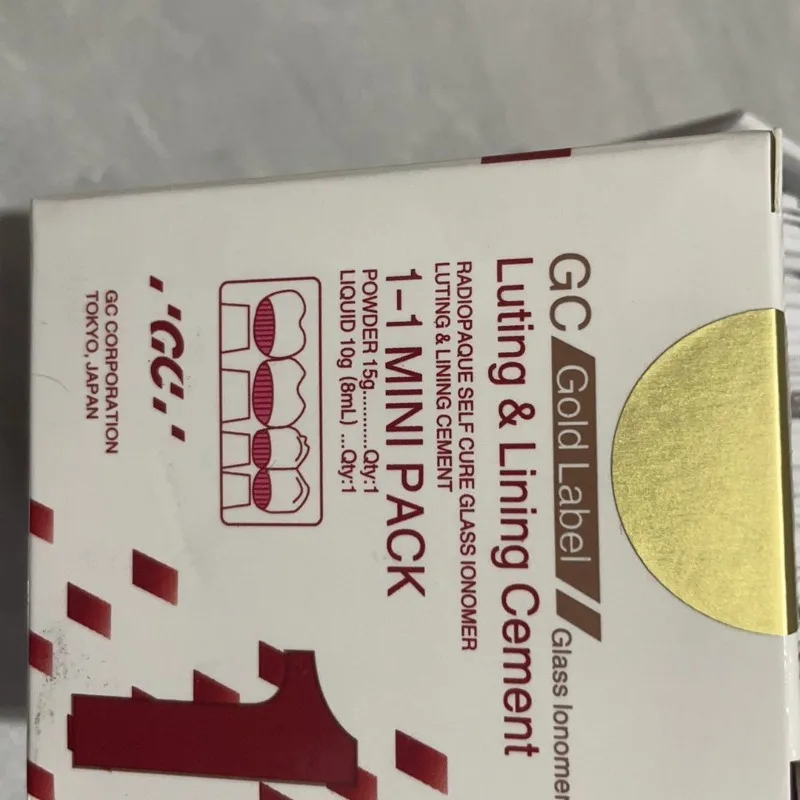 GC Gold Label
Glass Ionomer
Luting & Lining Cement
RADIOPAQUE SELF CURE GLASS IONOMER
LUTING & LINING CEMENT
1-1 MINI PACK
POWDER 15g..........Qty:1
LIQUID 10g (8mL) ...Qty:1
'GC.'
GC CORPORATION
TOKYO, JAPAN
1